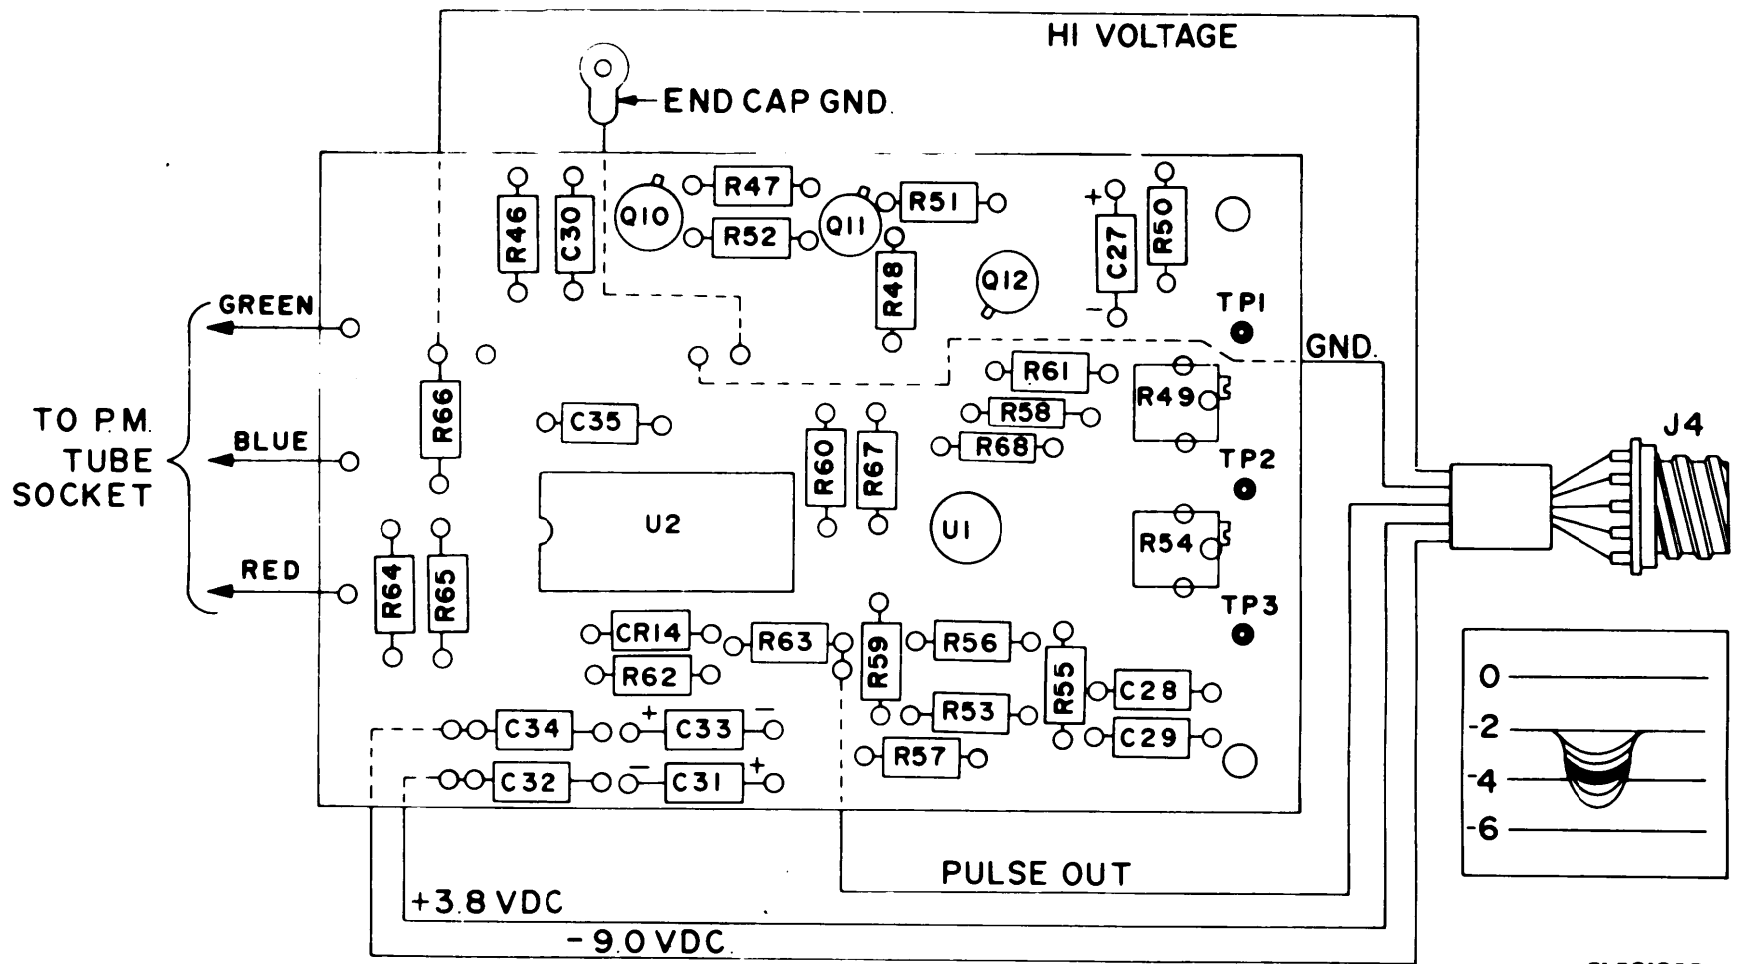 HI VOLTAGE
END CAP GND.
R46
C30
Q10
R47
R52
Q11
R51
R48
Q12
+
C27
-
R50
TP1
GREEN
GND.
R61
R49
R58
R68
R66
C35
R60
R67
TO P.M.
TUBE
SOCKET
BLUE
TP2
J4
U2
U1
R54
RED
R64
R65
TP3
CR14
R63
R59
R56
R62
R55
C28
R53
C34
+
C33
-
C29
R57
C32
-
C31
+
0
-2
-4
-6
PULSE OUT
+3.8 VDC
-9.0 VDC.